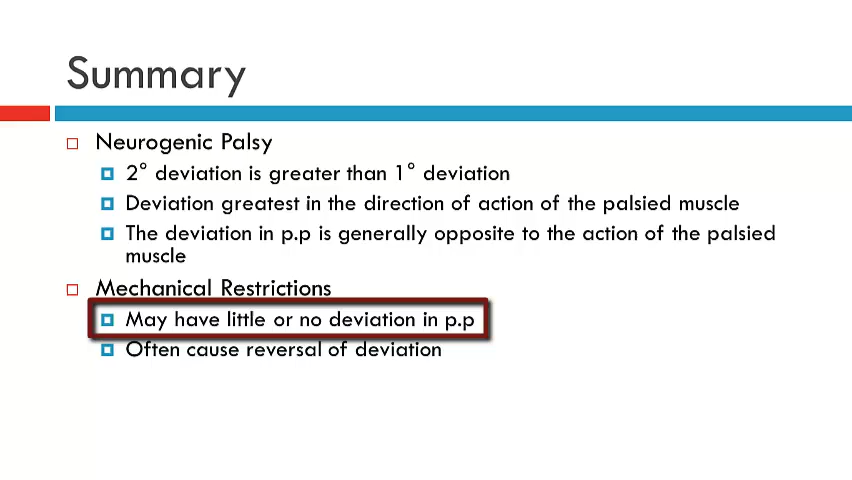 Summary
Neurogenic Palsy
2° deviation is greater than 1° deviation
Deviation greatest in the direction of action of the palsied muscle
The deviation in p.p is generally opposite to the action of the palsied
muscle
Mechanical Restrictions
May have little or no deviation in p.p
Often cause reversal of deviation